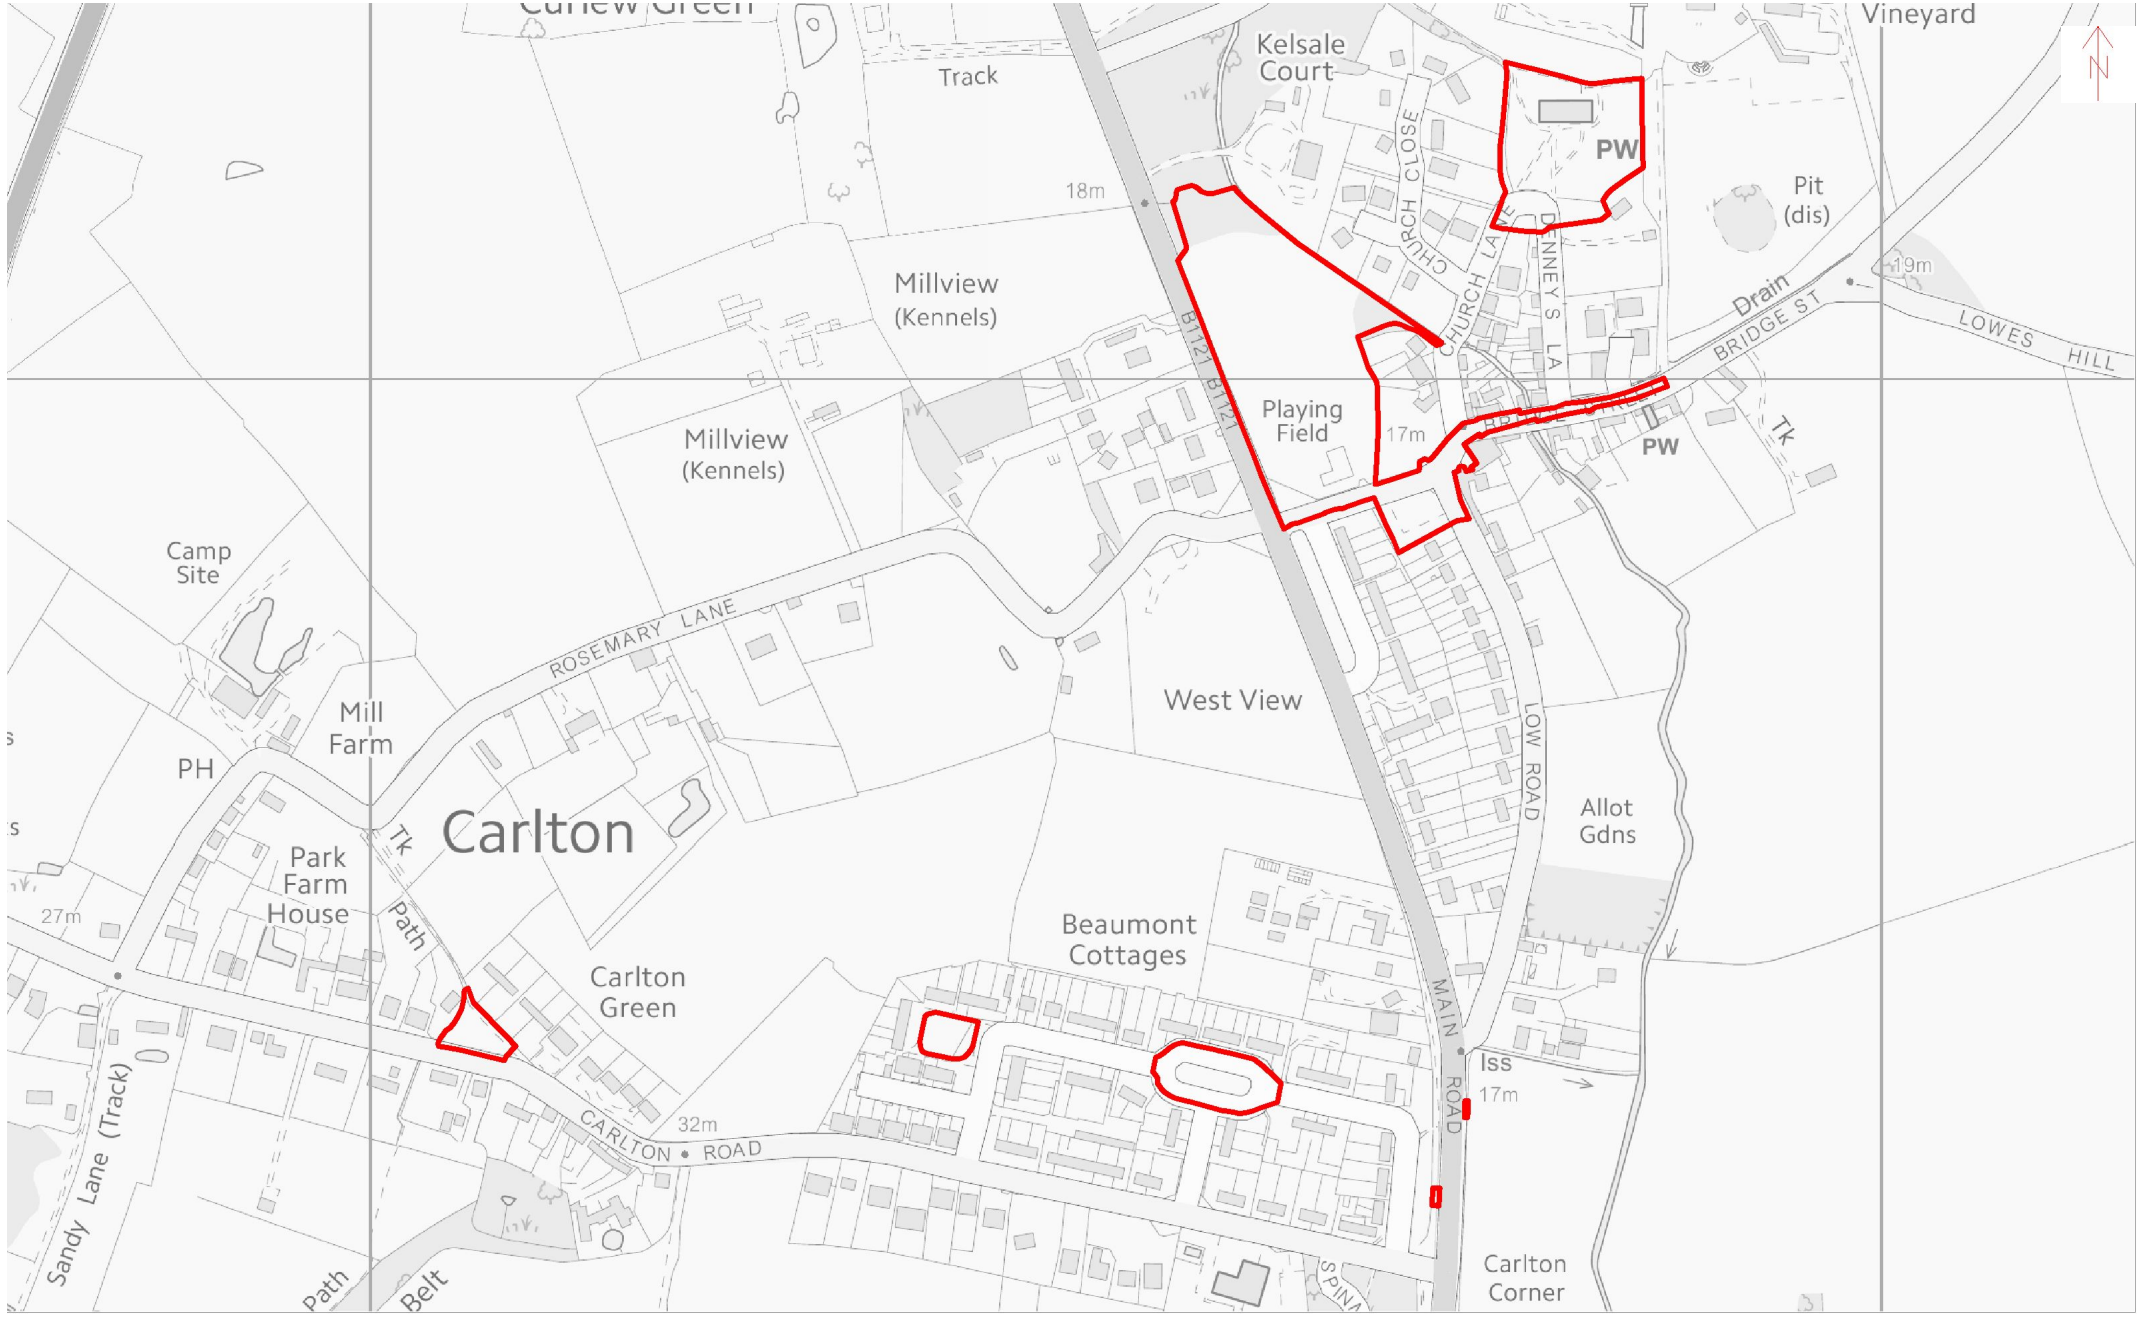 Curlew Green
Vineyard
Kelsale
Court
Track
N
CHURCH CLOSE
PW
18m
Pit
(dis)
CHURCH LANE
DENNEY'S LA
CHURCH
19m
Millview
(Kennels)
Drain
BRIDGE ST
LOWES HILL
B1121
B1121
Playing
Field
17m
BRIDGE STREET
PW
Tk
Millview
(Kennels)
Camp
Site
ROSEMARY LANE
West View
Mill
Farm
LOW ROAD
PH
s
Carlton
Allot
Gdns
s
Tk
Park
Farm
House
27m
Path
Beaumont
Cottages
Carlton
Green
MAIN ROAD
Iss
17m
Sandy Lane (Track)
CARLTON ROAD
32m
Path
Belt
SPINA
Carlton
Corner